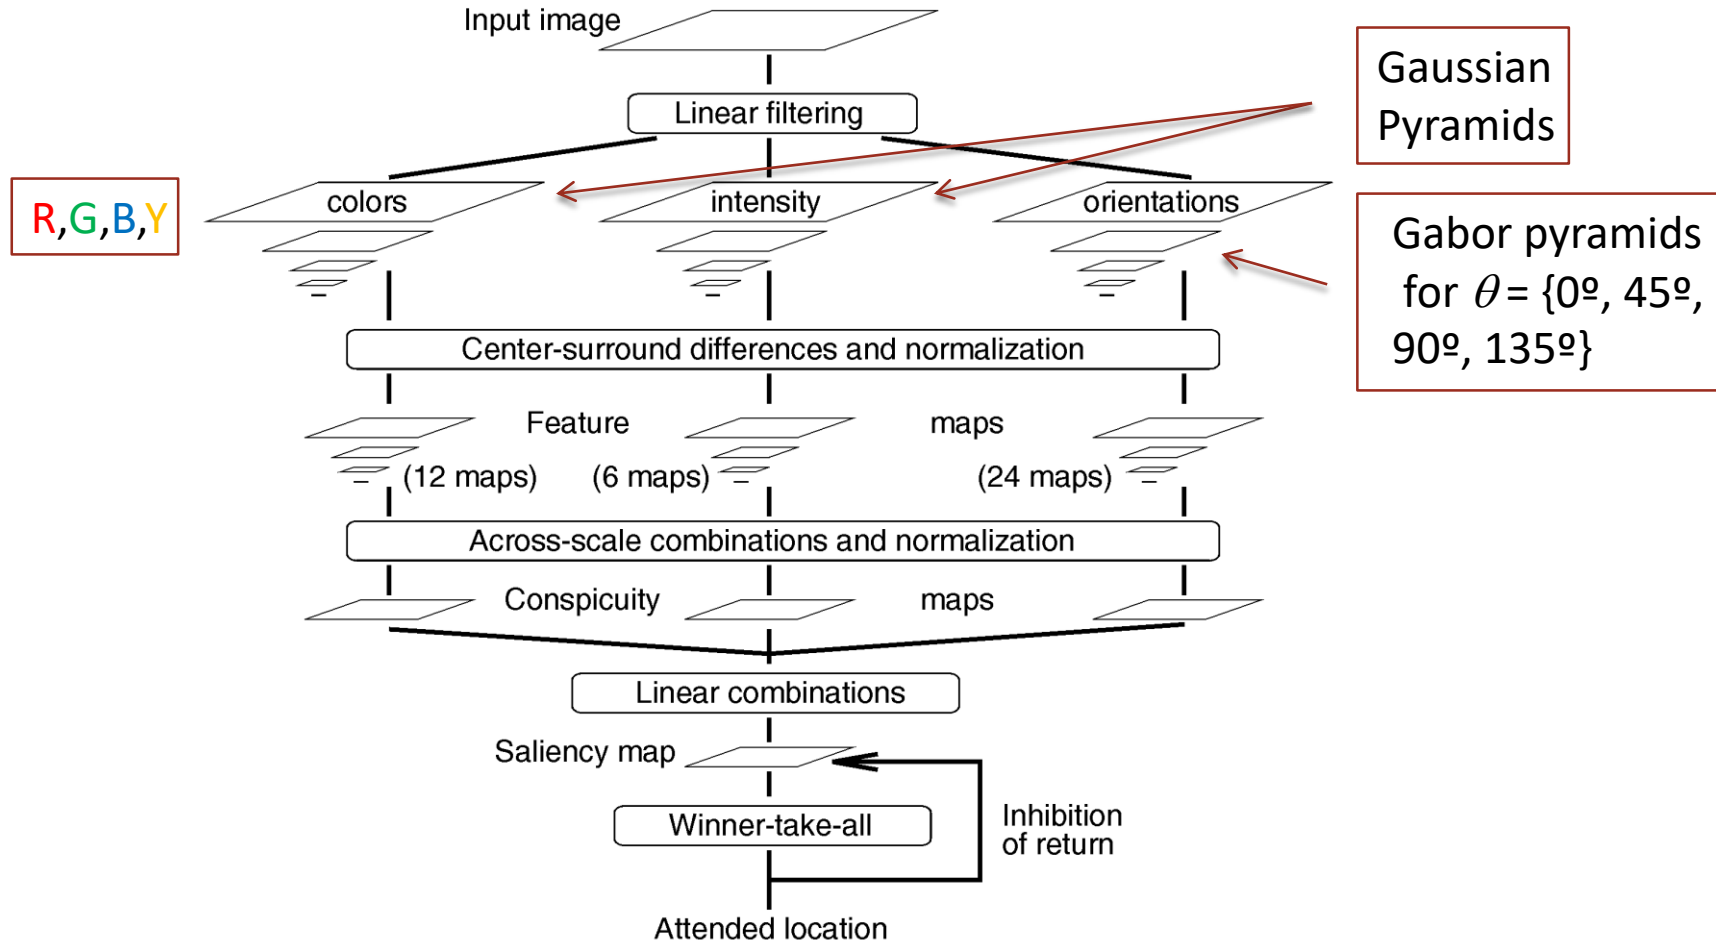 Input image
Linear filtering
Gaussian
Pyramids
R,G,B,Y
colors
intensity
orientations
Gabor pyramids
for θ = {0º, 45º,
90º, 135º}
Center-surround differences and normalization
Feature maps
(12 maps) (6 maps) (24 maps)
Across-scale combinations and normalization
Conspicuity maps
Linear combinations
Saliency map
Winner-take-all
Inhibition
of return
Attended location